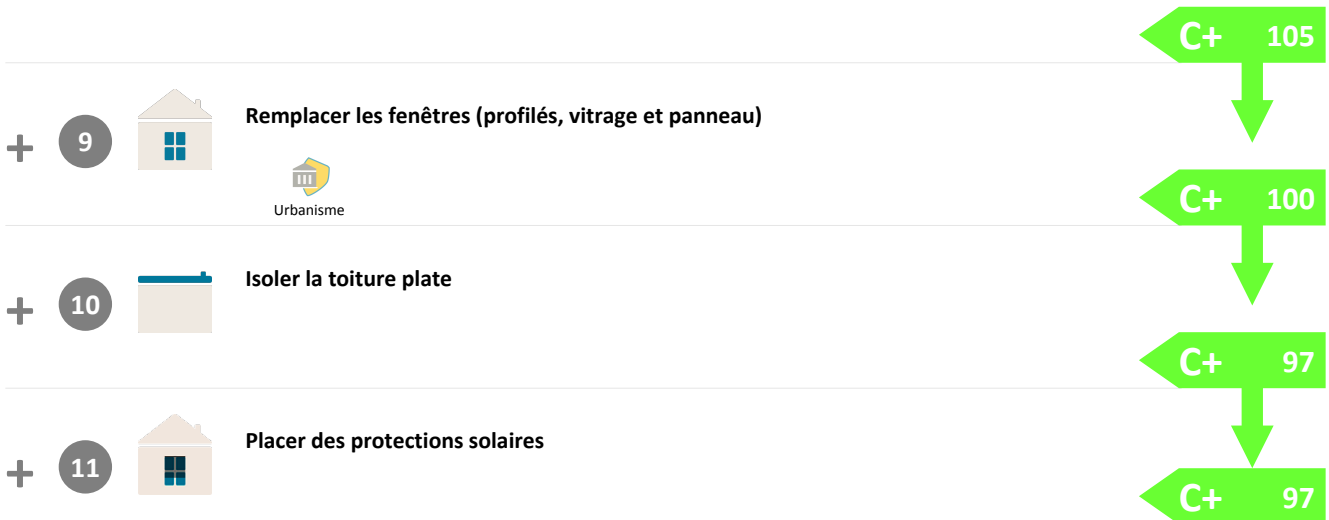 C+ 105
+ 9 Remplacer les fenêtres (profilés, vitrage et panneau)
Urbanisme
C+ 100
+ 10 Isoler la toiture plate
C+ 97
+ 11 Placer des protections solaires
C+ 97